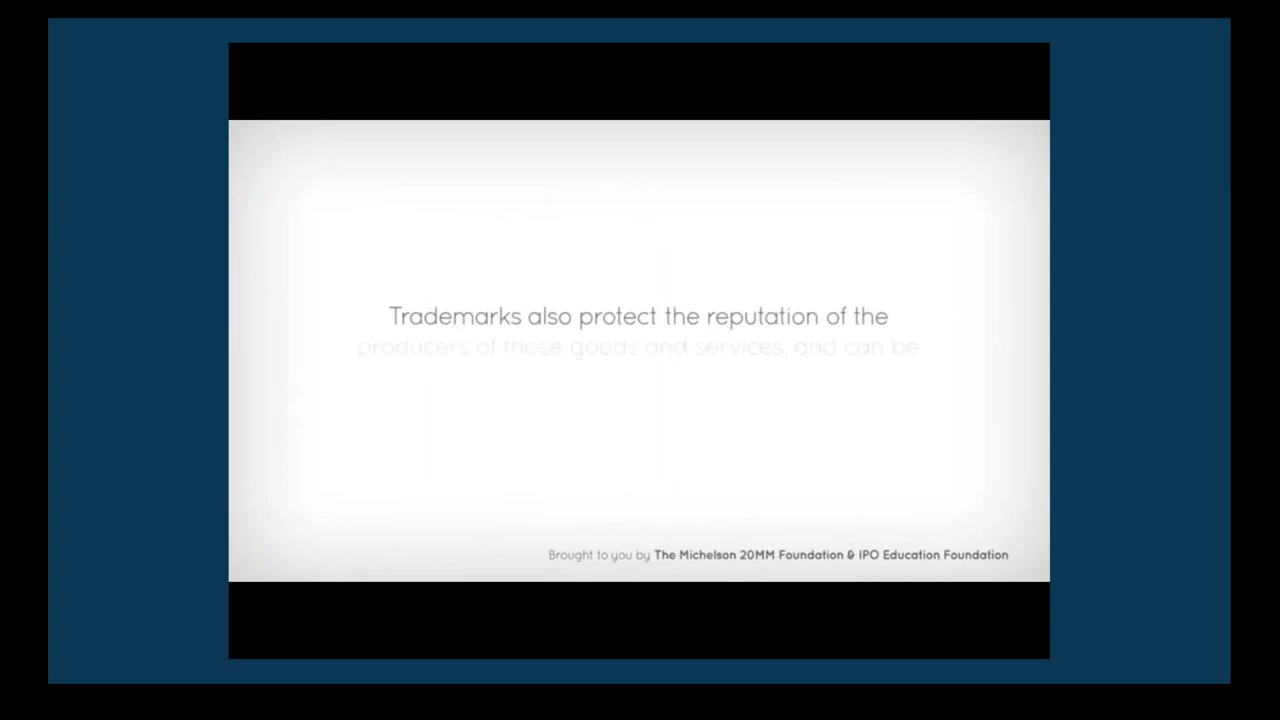 Trademarks also protect the reputation of the
producers of those goods and services, and can be
Brought to you by The Michelson 20MM Foundation & IPO Education Foundation